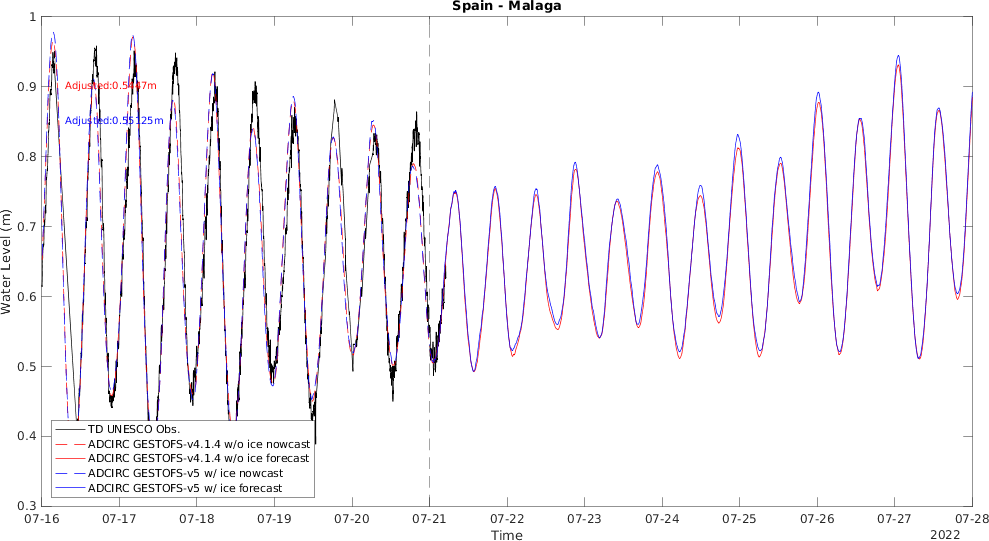 Spain - Malaga
1
0.9
0.8
0.7
0.6
0.5
0.4
0.3
Water Level (m)
Adjusted:0.5447m
Adjusted:0.55125m
TD UNESCO Obs.
ADCIRC GESTOFS-v4.1.4 w/o ice nowcast
ADCIRC GESTOFS-v4.1.4 w/o ice forecast
ADCIRC GESTOFS-v5 w/ ice nowcast
ADCIRC GESTOFS-v5 w/ ice forecast
07-16 07-17 07-18 07-19 07-20 07-21 07-22 07-23 07-24 07-25 07-26 07-27 07-28
Time
2022